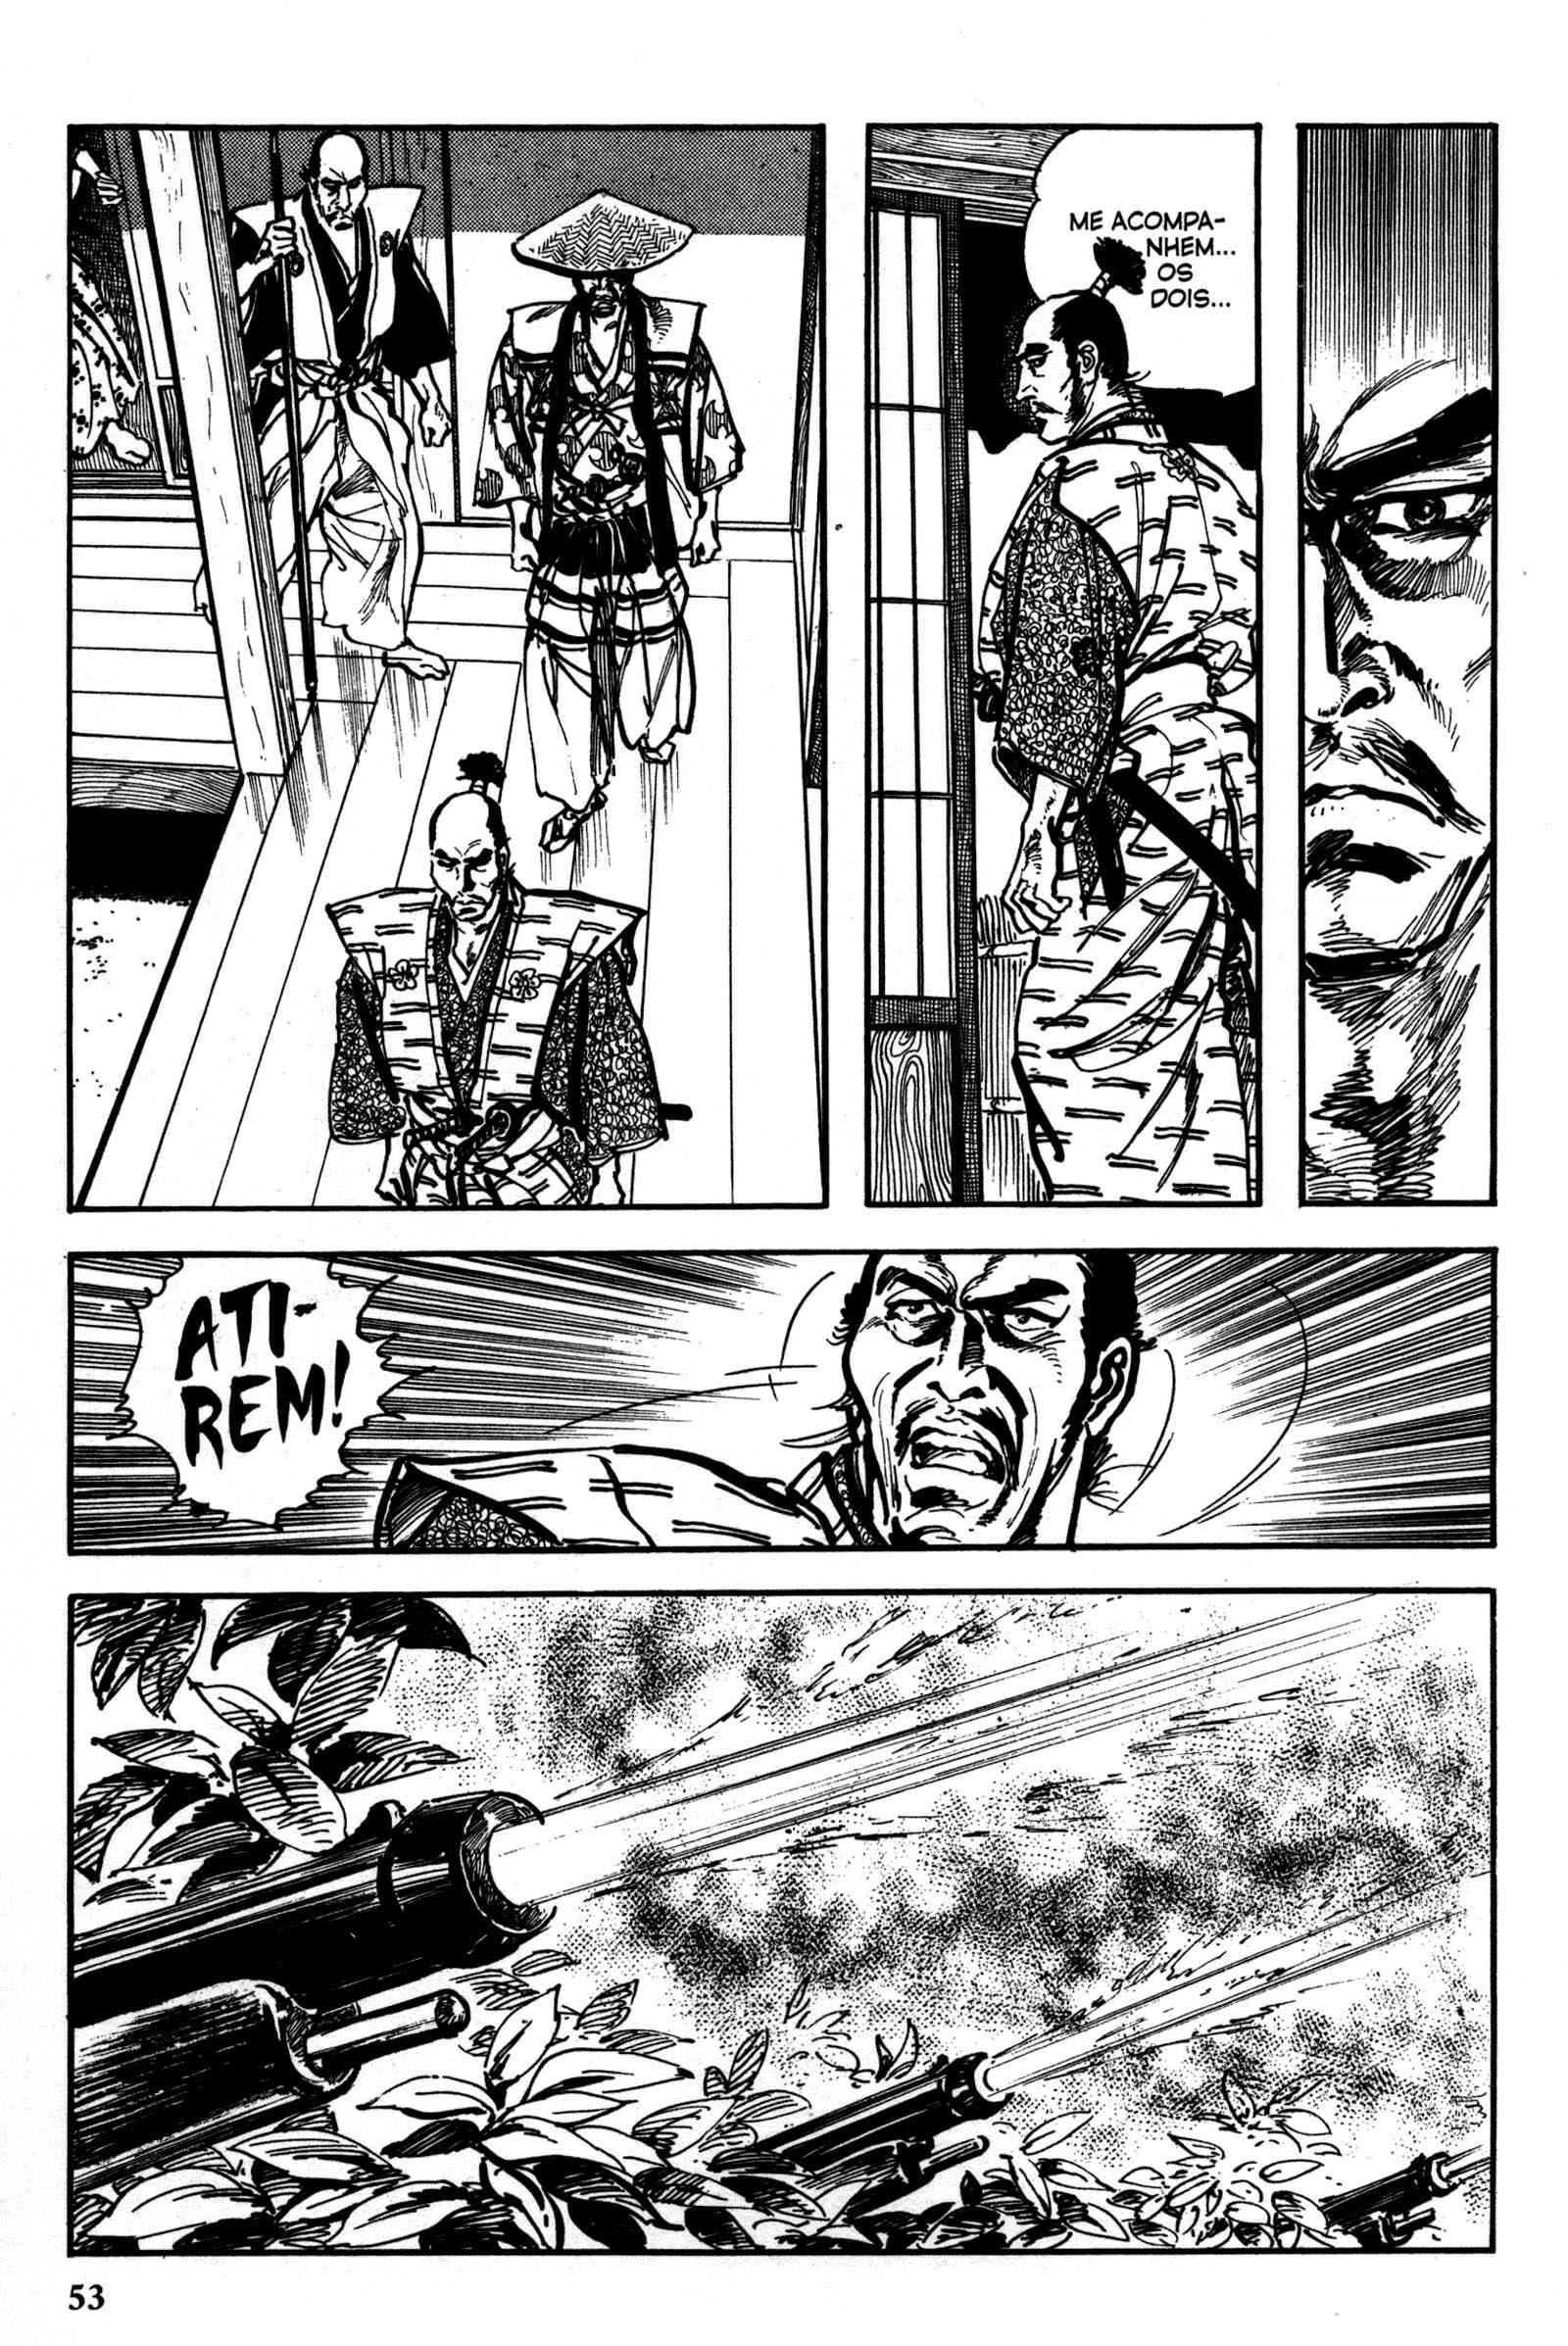 ME ACOMPA-
NHEM...
OS
DOIS...
ATI-
REM!
53